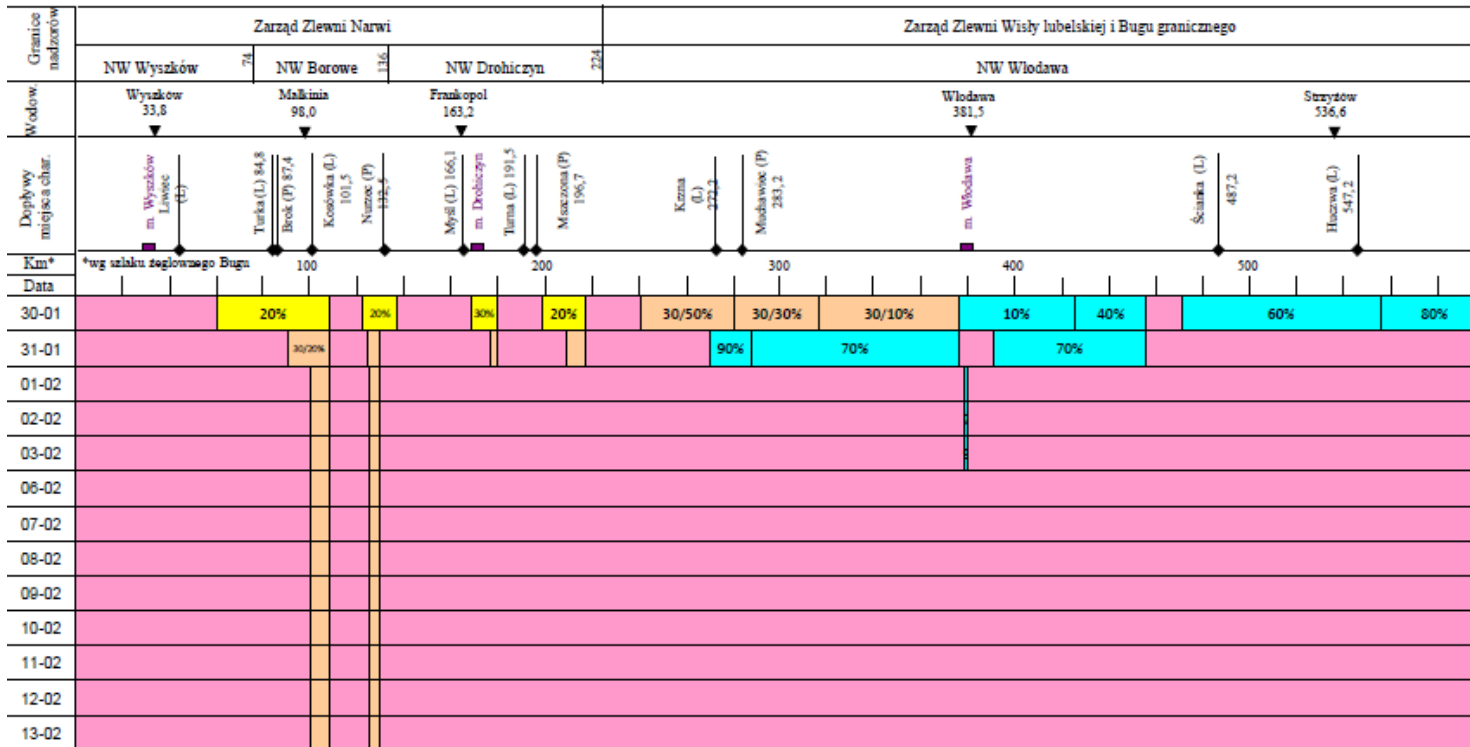 Granice nadzorów
Zarząd Zlewni Narwi
Zarząd Zlewni Wisły lubelskiej i Bugu granicznego
NW Wyszków
74
NW Borowe
136
NW Drohiczyn
224
NW Włodawa
Wodow.
Wyszków
33,8
Małkinia
98,0
Frankopol
163,2
Włodawa
381,5
Strzyżów
536,6
Dopływy
miejsca char.
m. Wyszków
Liwiec
(L)
Turka (L) 84,8
Brok (P) 87,4
Kosówka (L)
101,5
Nurzec (P)
132,5
Myśl (L) 166,1
m. Drohiczyn
Turna (L) 191,5
Mszczona (P)
196,7
Krzna
(L)
272,2
Muchawiec (P)
283,2
m. Włodawa
Ścianka (L)
487,2
Huczwa (L)
547,2
Km*
*wg szlaku żeglownego Bugu
100
200
300
400
500
Data
30-01
20%
20%
30%
20%
30/50%
30/30%
30/10%
10%
40%
60%
80%
31-01
30/20%
90%
70%
70%
01-02
02-02
03-02
06-02
07-02
08-02
09-02
10-02
11-02
12-02
13-02